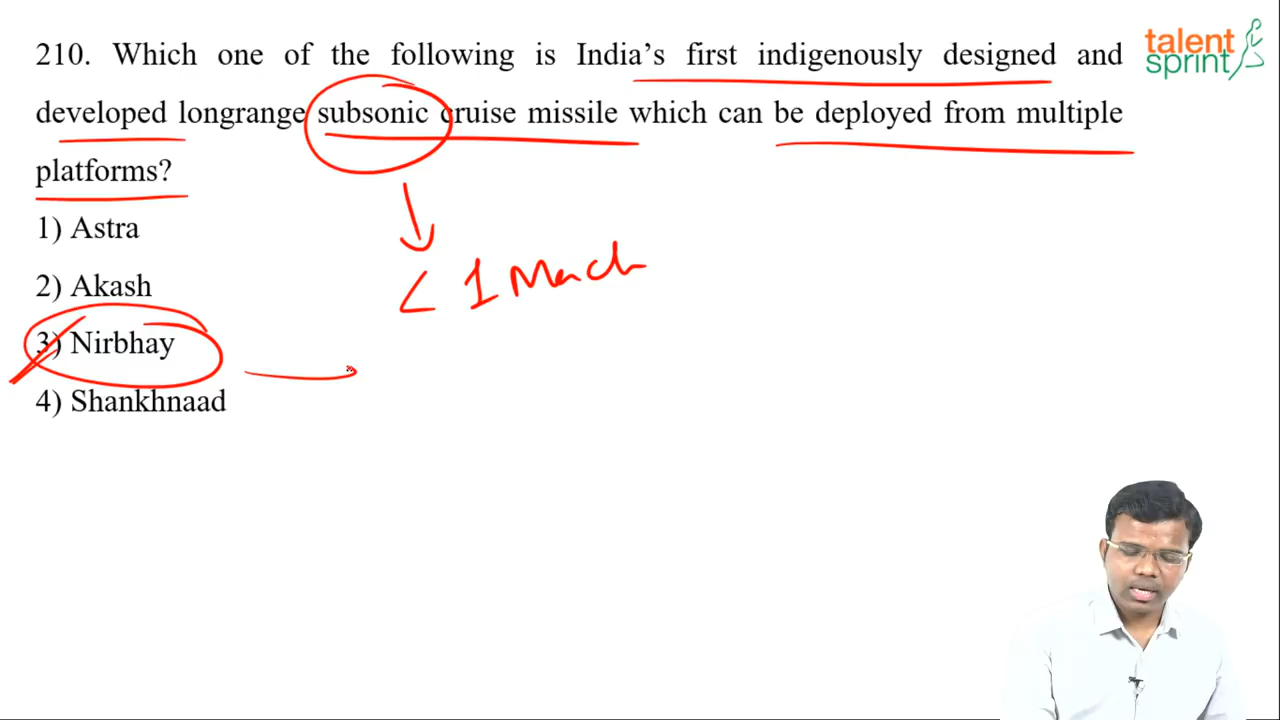 210. Which one of the following is India's first indigenously designed and
developed longrange subsonic cruise missile which can be deployed from multiple
platforms?
1) Astra
2) Akash
3) Nirbhay
4) Shankhnaad
< 1 Mach
talent
sprint